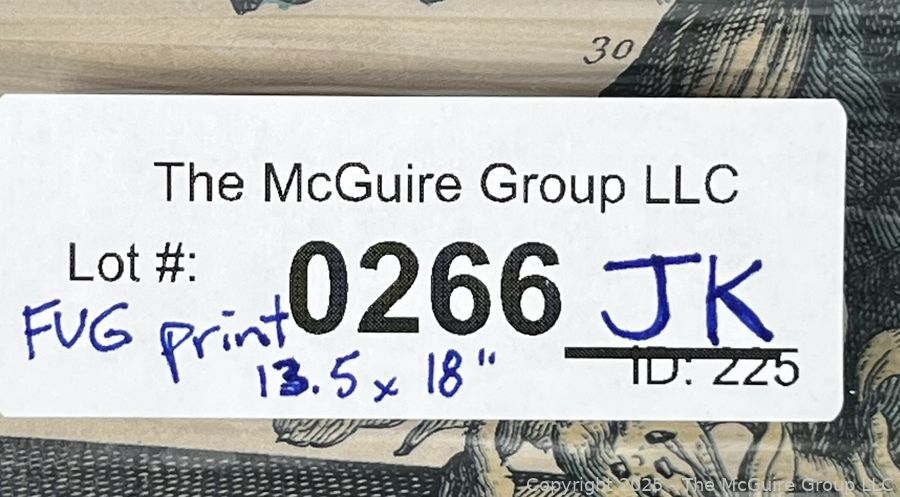 30
The McGuire Group LLC
Lot #: 0266 JK
FUG print
13.5 x 18"
ID: 225
Copyright 2025 - The McGuire Group LLC